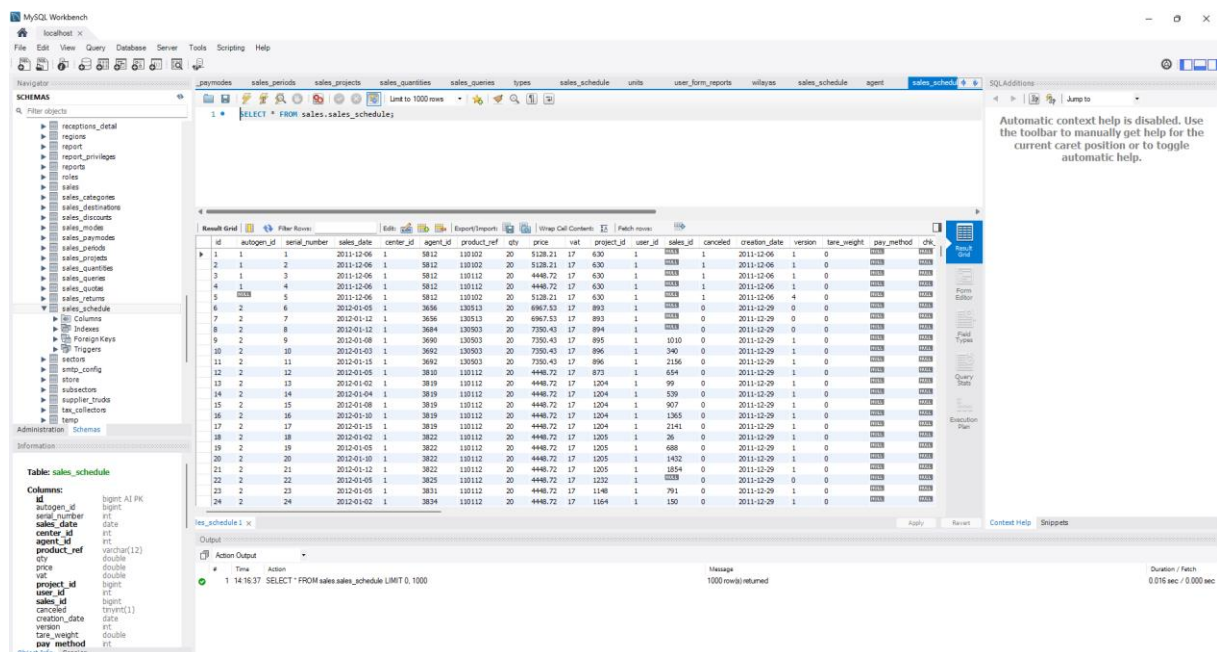 MySQL Workbench
localhost ×
File Edit View Query Database Server Tools Scripting Help
Navigator
SCHEMAS
Filter objects
receptions_detail
regions
report
report_privileges
reports
roles
sales
sales_categories
sales_destinations
sales_discounts
sales_modes
sales_paymodes
sales_periods
sales_projects
sales_quantities
sales_queries
sales_quotas
sales_returns
sales_schedule
Columns
Indexes
Foreign Keys
Triggers
sectors
smtp_config
store
subsectors
supplier_trucks
tax_collectors
temp
Administration Schemas
Information
Table: sales_schedule
Columns:
id bigint AI PK
autogen_id bigint
serial_number int
sales_date date
center_id int
agent_id int
product_ref varchar(12)
qty double
price double
vat double
project_id bigint
user_id int
sales_id bigint
canceled tinyint(1)
creation_date date
version int
tare_weight double
pay_method int
_paymodes sales_periods sales_projects sales_quantities sales_queries types sales_schedule units user_form_reports wilayas sales_schedule agent sales_schedul
Limit to 1000 rows
1 SELECT * FROM sales.sales_schedule;
Result Grid Filter Rows: Edit: Export/Import: Wrap Cell Content: Fetch rows:
id autogen_id serial_number sales_date center_id agent_id product_ref qty price vat project_id user_id sales_id canceled creation_date version tare_weight pay_method chk_
1 1 1 2011-12-06 1 5812 110102 20 5128.21 17 630 1 NULL 1 2011-12-06 1 0 NULL NULL
2 1 2 2011-12-06 1 5812 110102 20 5128.21 17 630 1 NULL 1 2011-12-06 1 0 NULL NULL
3 1 3 2011-12-06 1 5812 110112 20 4448.72 17 630 1 NULL 1 2011-12-06 1 0 NULL NULL
4 1 4 2011-12-06 1 5812 110112 20 4448.72 17 630 1 NULL 1 2011-12-06 1 0 NULL NULL
5 NULL 5 2011-12-06 1 5812 110102 20 5128.21 17 630 1 NULL 1 2011-12-06 4 0 NULL NULL
6 2 6 2012-01-05 1 3656 130513 20 6967.53 17 893 1 NULL 0 2011-12-29 0 0 NULL NULL
7 2 7 2012-01-12 1 3656 130513 20 6967.53 17 893 1 NULL 0 2011-12-29 0 0 NULL NULL
8 2 8 2012-01-12 1 3684 130503 20 7350.43 17 894 1 NULL 0 2011-12-29 0 0 NULL NULL
9 2 9 2012-01-08 1 3690 130503 20 7350.43 17 895 1 1010 0 2011-12-29 1 0 NULL NULL
10 2 10 2012-01-03 1 3692 130503 20 7350.43 17 896 1 340 0 2011-12-29 1 0 NULL NULL
11 2 11 2012-01-15 1 3692 130503 20 7350.43 17 896 1 2156 0 2011-12-29 1 0 NULL NULL
12 2 12 2012-01-05 1 3810 110112 20 4448.72 17 873 1 654 0 2011-12-29 1 0 NULL NULL
13 2 13 2012-01-02 1 3819 110112 20 4448.72 17 1204 1 99 0 2011-12-29 1 0 NULL NULL
14 2 14 2012-01-04 1 3819 110112 20 4448.72 17 1204 1 539 0 2011-12-29 1 0 NULL NULL
15 2 15 2012-01-08 1 3819 110112 20 4448.72 17 1204 1 907 0 2011-12-29 1 0 NULL NULL
16 2 16 2012-01-10 1 3819 110112 20 4448.72 17 1204 1 1365 0 2011-12-29 1 0 NULL NULL
17 2 17 2012-01-15 1 3819 110112 20 4448.72 17 1204 1 2141 0 2011-12-29 1 0 NULL NULL
18 2 18 2012-01-02 1 3822 110112 20 4448.72 17 1205 1 26 0 2011-12-29 1 0 NULL NULL
19 2 19 2012-01-05 1 3822 110112 20 4448.72 17 1205 1 688 0 2011-12-29 1 0 NULL NULL
20 2 20 2012-01-10 1 3822 110112 20 4448.72 17 1205 1 1432 0 2011-12-29 1 0 NULL NULL
21 2 21 2012-01-12 1 3822 110112 20 4448.72 17 1205 1 1854 0 2011-12-29 1 0 NULL NULL
22 2 22 2012-01-05 1 3825 110112 20 4448.72 17 1232 1 NULL 0 2011-12-29 0 0 NULL NULL
23 2 23 2012-01-05 1 3831 110112 20 4448.72 17 1148 1 791 0 2011-12-29 1 0 NULL NULL
24 2 24 2012-01-02 1 3834 110112 20 4448.72 17 1164 1 150 0 2011-12-29 1 0 NULL NULL
Result Grid
Form Editor
Field Types
Query Stats
Execution Plan
les_schedule 1 × Apply Revert
SQLAdditions
Jump to
Automatic context help is disabled. Use
the toolbar to manually get help for the
current caret position or to toggle
automatic help.
Context Help Snippets
Output
Action Output
# Time Action Message Duration / Fetch
1 14:16:37 SELECT * FROM sales.sales_schedule LIMIT 0, 1000 1000 row(s) returned 0.016 sec / 0.000 sec